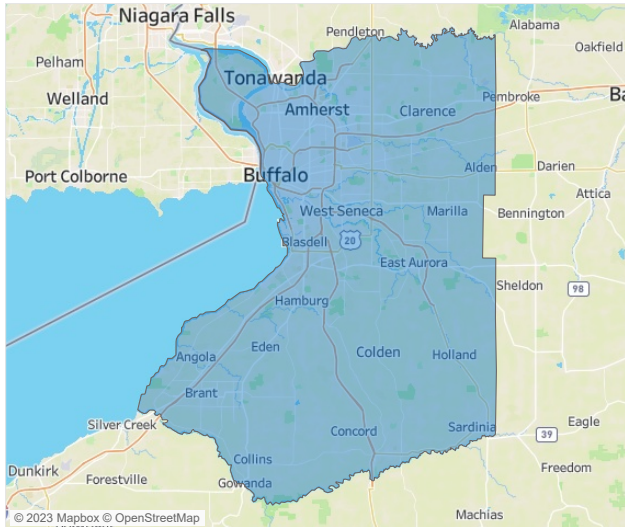 Niagara Falls
Pendleton
Alabama
Oakfield
Pelham
Tonawanda
Welland
Amherst
Clarence
Pembroke
Ba
Port Colborne
Buffalo
Alden
Darien
Attica
West Seneca
Marilla
Bennington
Blasdell
20
East Aurora
Sheldon
98
Hamburg
Eden
Angola
Colden
Holland
Brant
Silver Creek
Concord
Sardinia
39
Eagle
Collins
Dunkirk
Forestville
Gowanda
Freedom
Machias
© 2023 Mapbox © OpenStreetMap